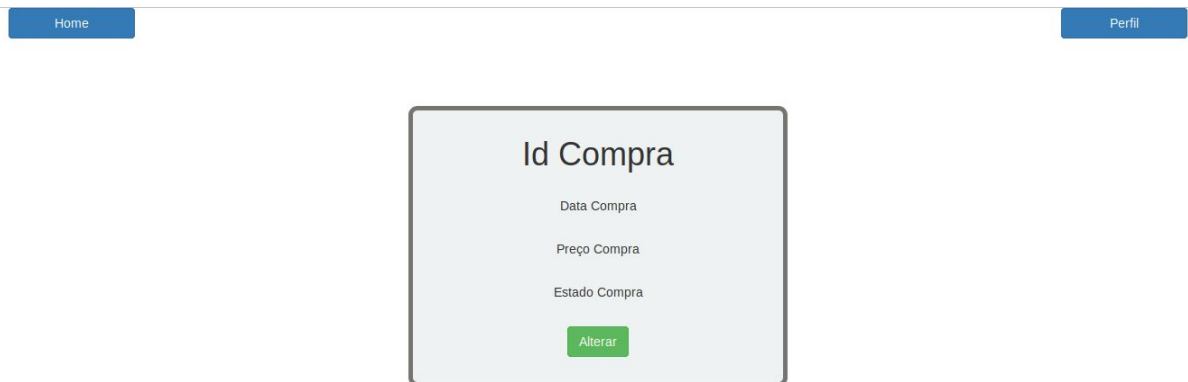 Home
Perfil
Id Compra
Data Compra
Preço Compra
Estado Compra
Alterar